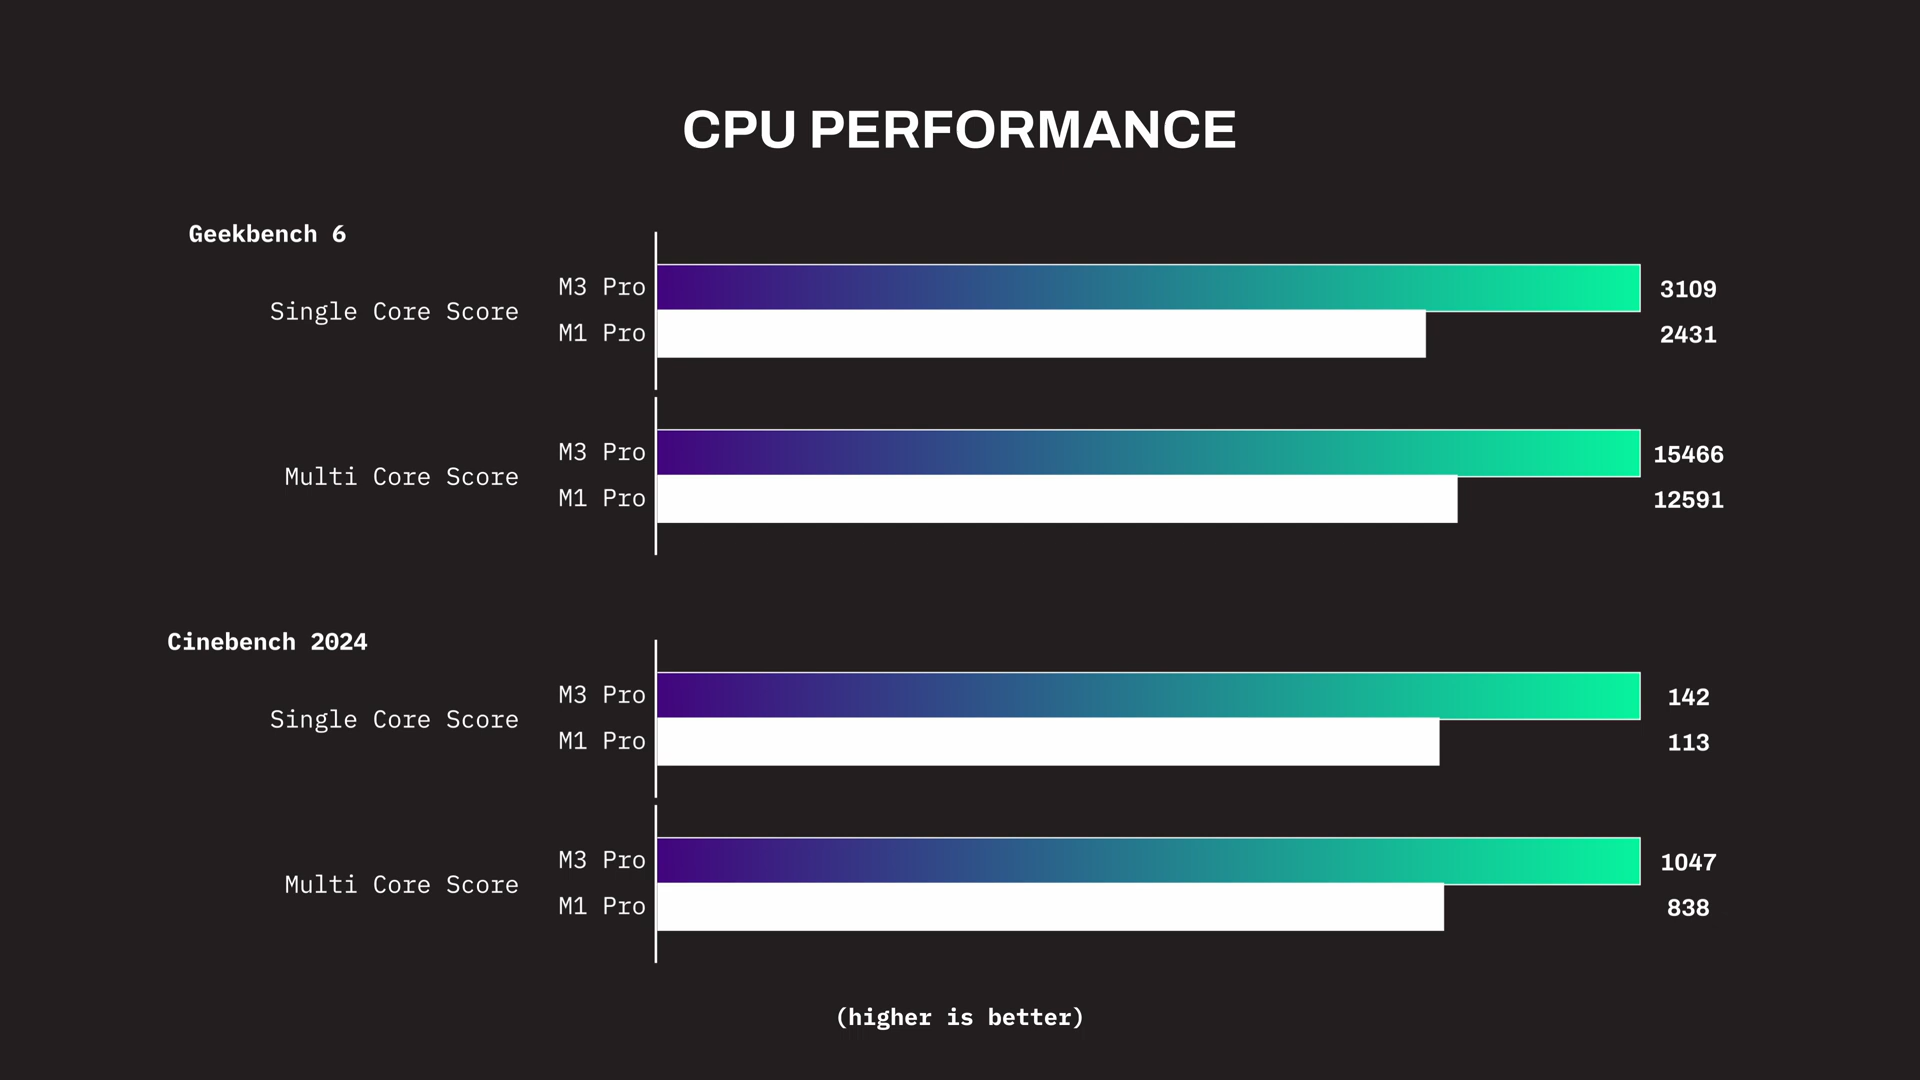 CPU PERFORMANCE
Geekbench 6
Single Core Score
M3 Pro 3109
M1 Pro 2431
Multi Core Score
M3 Pro 15466
M1 Pro 12591
Cinebench 2024
Single Core Score
M3 Pro 142
M1 Pro 113
Multi Core Score
M3 Pro 1047
M1 Pro 838
(higher is better)